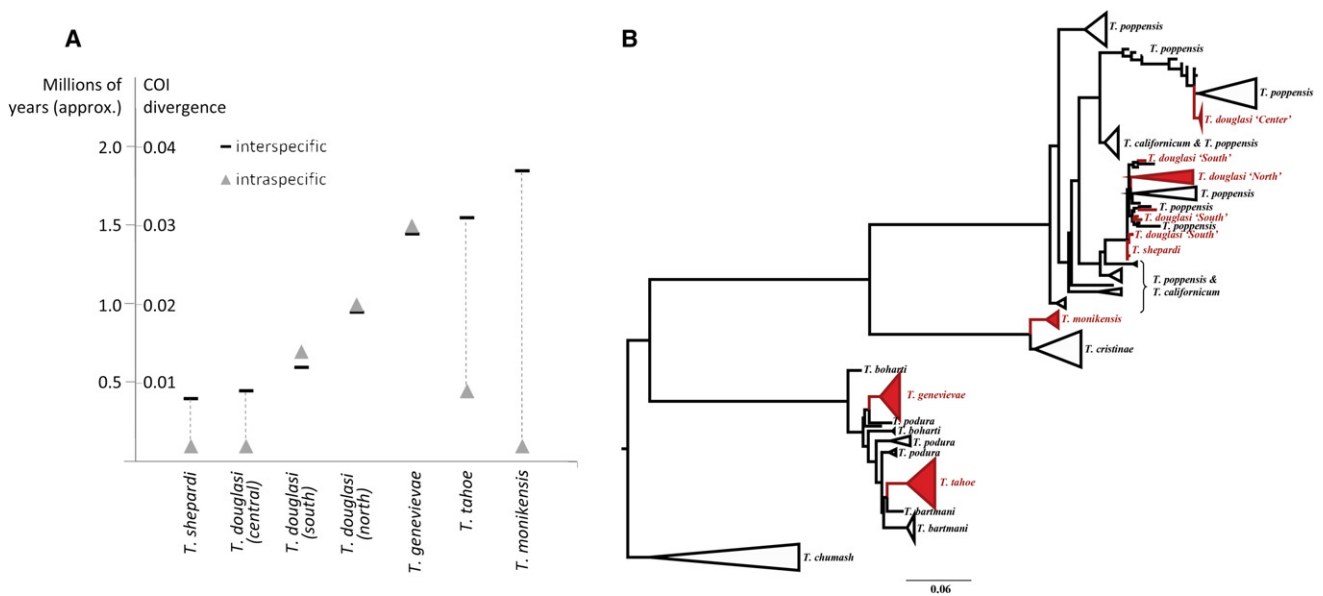 A
Millions of
years (approx.)
COI
divergence
interspecific
intraspecific
2.0
0.04
1.5
0.03
1.0
0.02
0.5
0.01
T. shepardi
T. douglasi
(central)
T. douglasi
(south)
T. douglasi
(north)
T. genevievae
T. tahoe
T. monikensis
B
T. poppensis
T. poppensis
T. poppensis
T. douglasi 'Center'
T. californicum & T. poppensis
T. douglasi 'South'
T. douglasi 'North'
T. poppensis
T. poppensis
T. douglasi 'South'
T. poppensis
T. douglasi 'South'
T. shepardi
T. poppensis &
T. californicum
T. monikensis
T. cristinae
T. boharti
T. genevievae
T. podura
T. boharti
T. podura
T. podura
T. tahoe
T. bartmani
T. bartmani
T. chumash
0.06